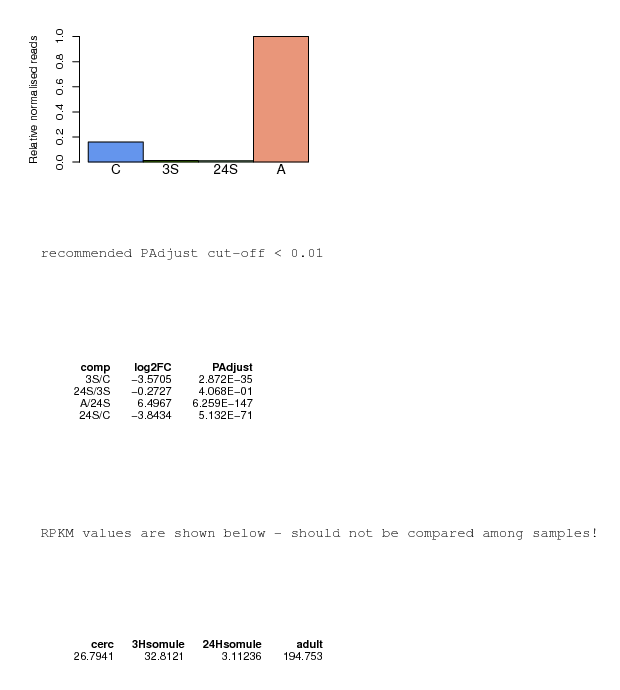 Relative normalised reads
1.0
0.8
0.6
0.4
0.2
0.0
C 3S 24S A
recommended PAdjust cut-off < 0.01
comp log2FC PAdjust
3S/C −3.5705 2.872E−35
24S/3S −0.2727 4.068E−01
A/24S 6.4967 6.259E−147
24S/C −3.8434 5.132E−71
RPKM values are shown below - should not be compared among samples!
cerc 3Hsomule 24Hsomule adult
26.7941 32.8121 3.11236 194.753